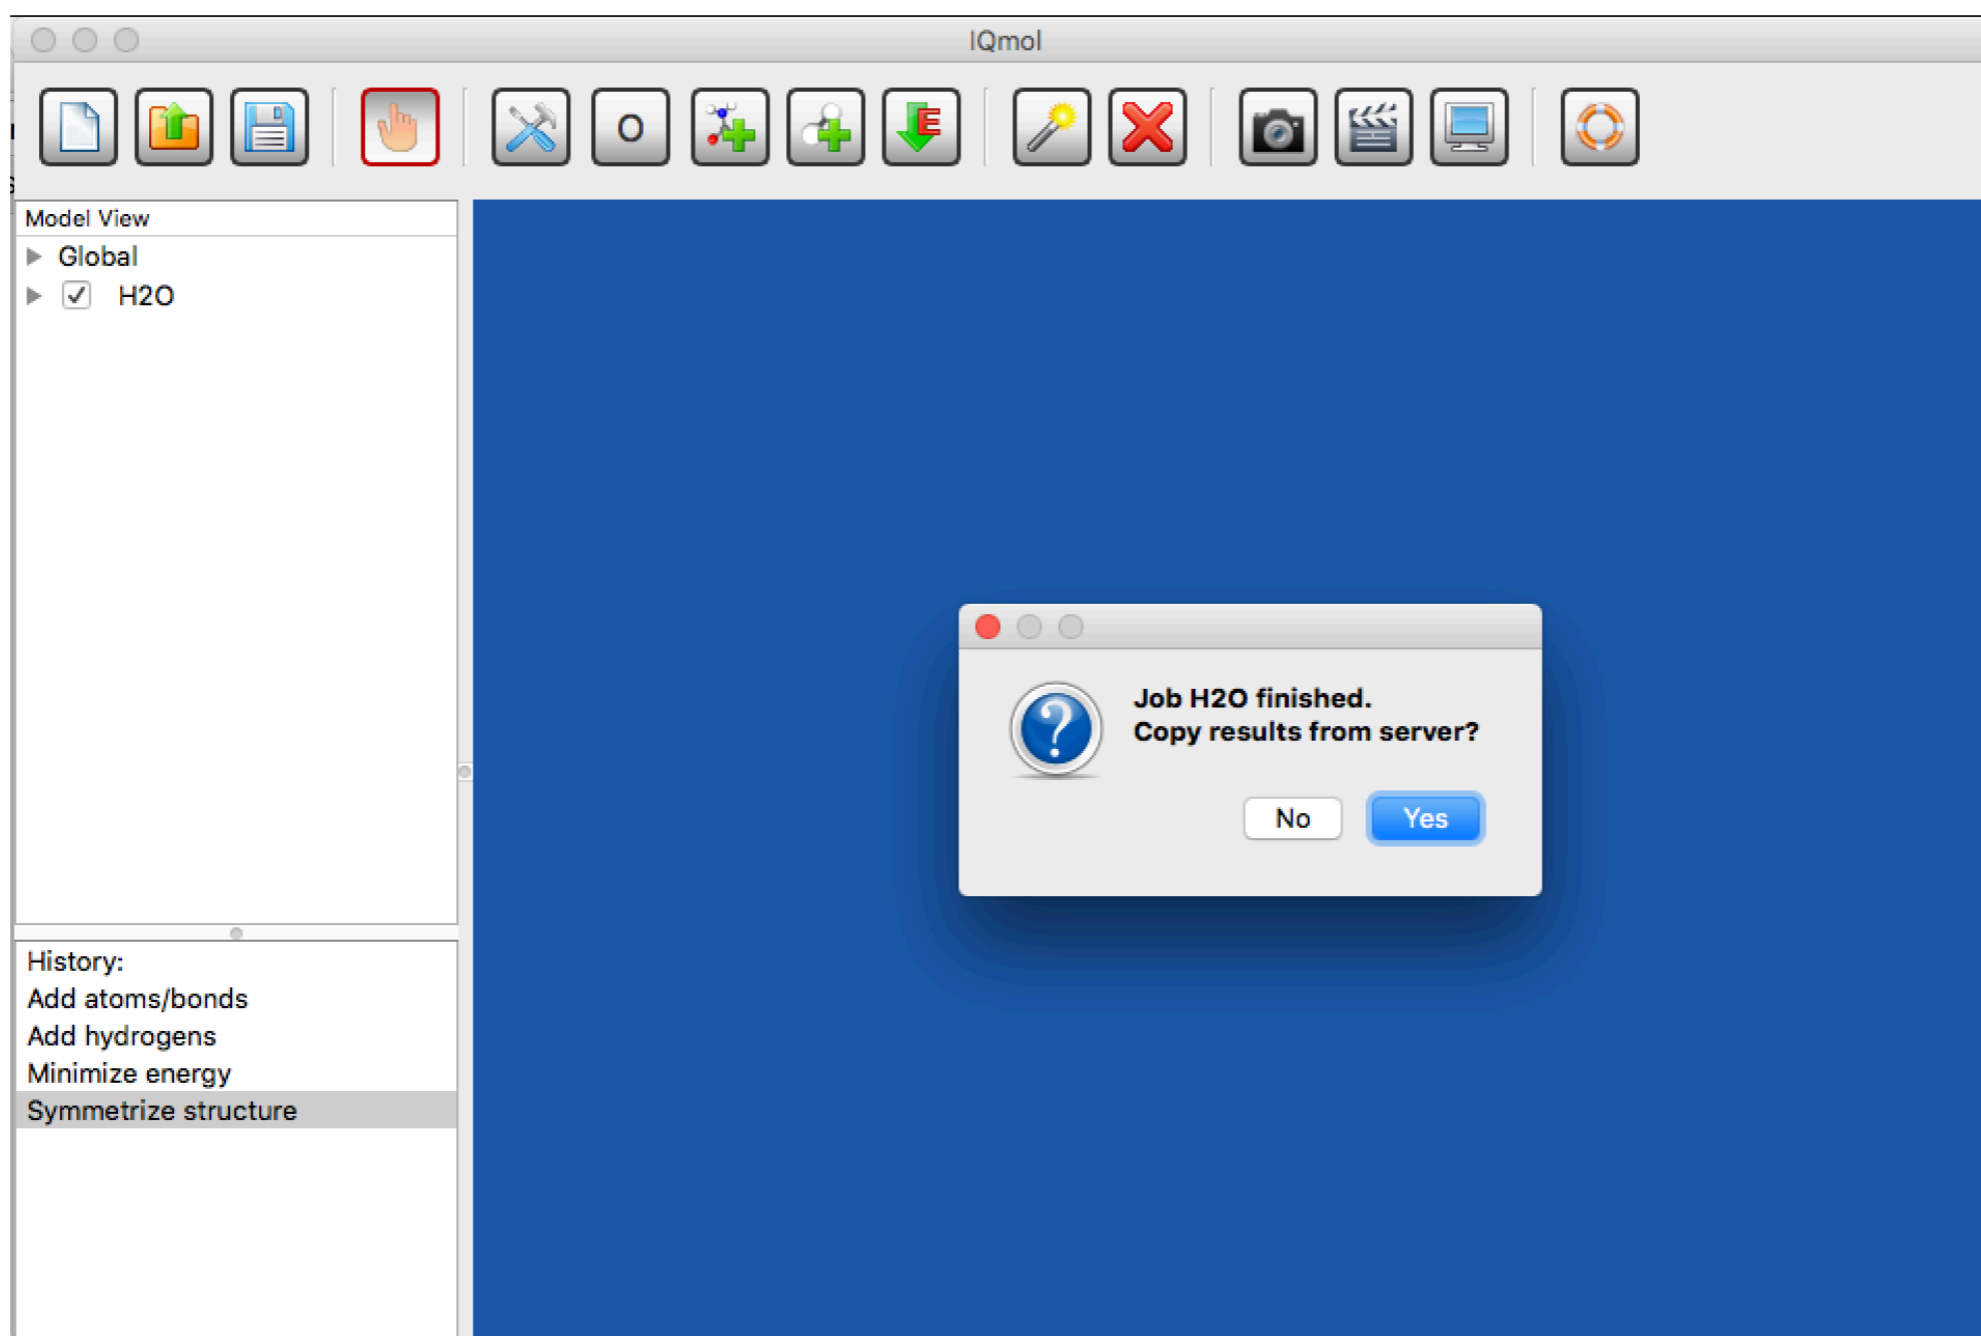 IQmol
O
E
Model View
Global
H2O
Job H2O finished.
Copy results from server?
No
Yes
History:
Add atoms/bonds
Add hydrogens
Minimize energy
Symmetrize structure